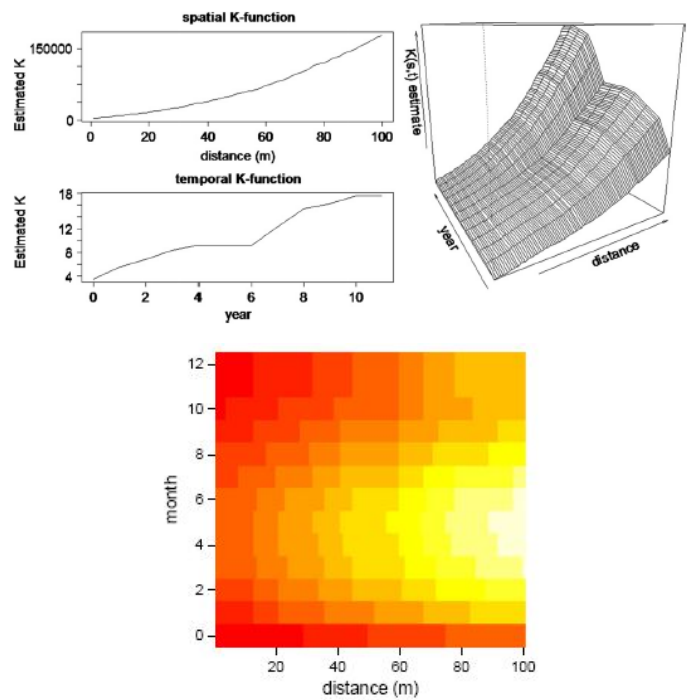 spatial K-function
Estimated K
150000
0
0 20 40 60 80 100
distance (m)
temporal K-function
Estimated K
18
12
8
4
0 2 4 6 8 10
year
K(s,t) estimate
year
distance
month
12
10
8
6
4
2
0
20 40 60 80 100
distance (m)